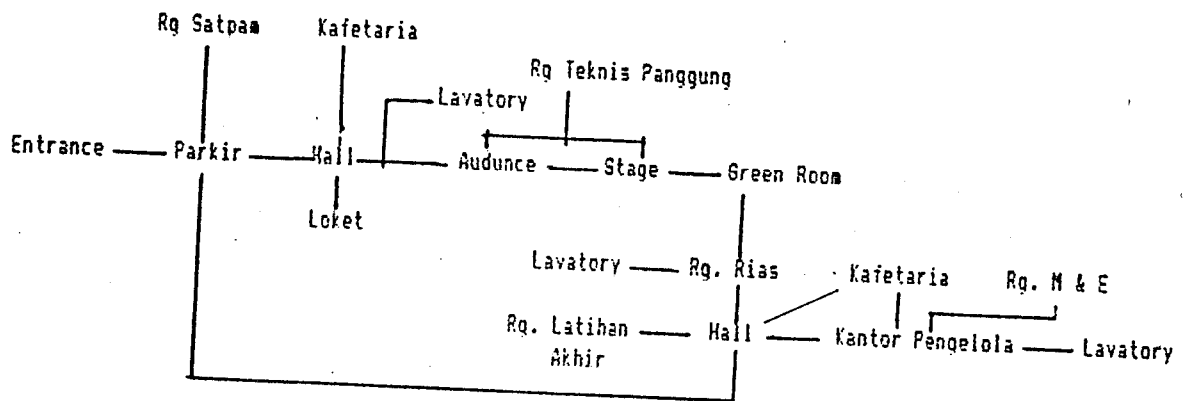 Rg Satpam Kafetaria
Rg Teknis Panggung
Lavatory
Entrance Parkir Hall Audunce Stage Green Room
Loket
Lavatory Rg. Rias Kafetaria Rg. M & E
Rg. Latihan Hall Kantor Pengelola Lavatory
Akhir